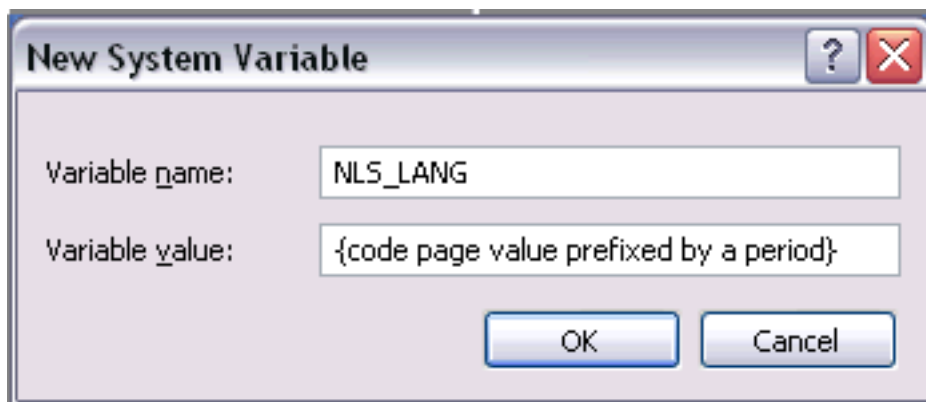 New System Variable
Variable name: NLS_LANG
Variable value: {code page value prefixed by a period}
OK Cancel